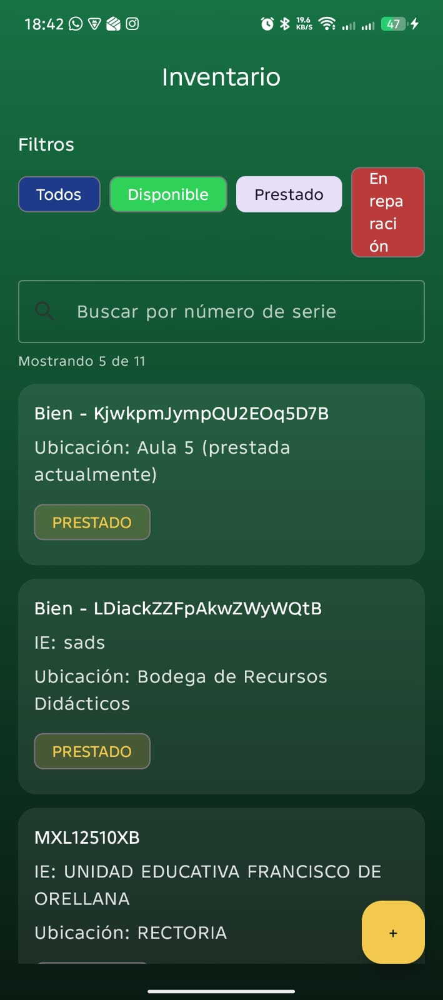 18:42 19.6 KB/S 47
Inventario
Filtros
Todos Disponible Prestado En
repa
raci
ón
Buscar por número de serie
Mostrando 5 de 11
Bien - KjwkpmJympQU2EOq5D7B
Ubicación: Aula 5 (prestada
actualmente)
PRESTADO
Bien - LDiackZZFpAkwZWyWQtB
IE: sads
Ubicación: Bodega de Recursos
Didácticos
PRESTADO
MXL12510XB
IE: UNIDAD EDUCATIVA FRANCISCO DE
ORELLANA
Ubicación: RECTORIA
+